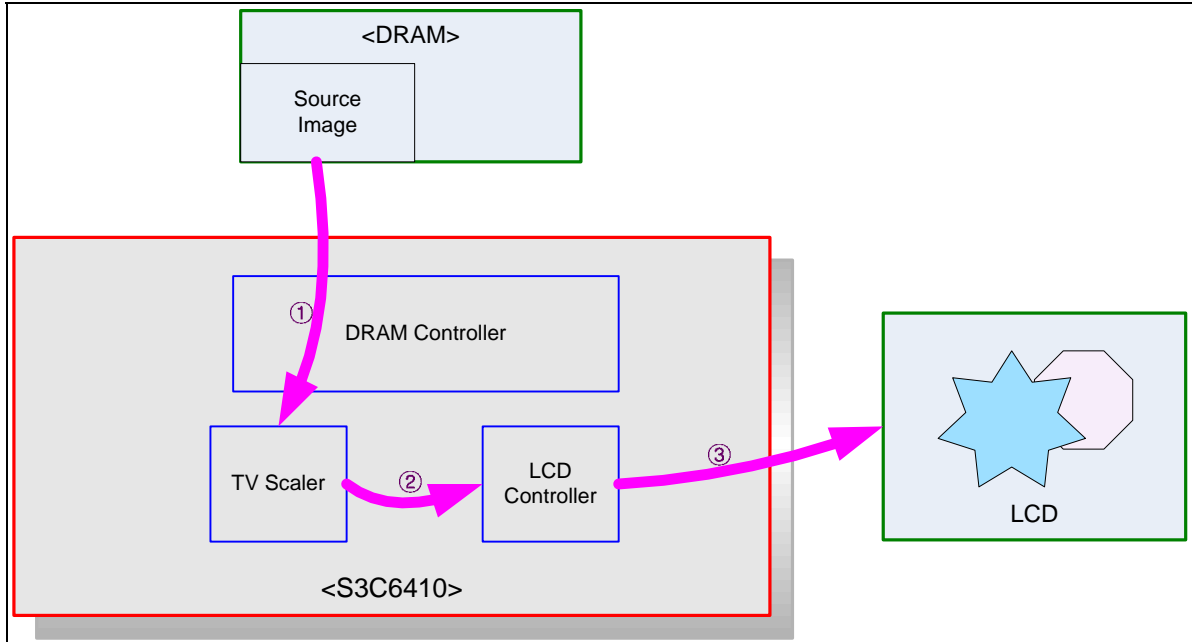 <DRAM>
Source
Image
①
DRAM Controller
TV Scaler
②
LCD
Controller
③
LCD
<S3C6410>